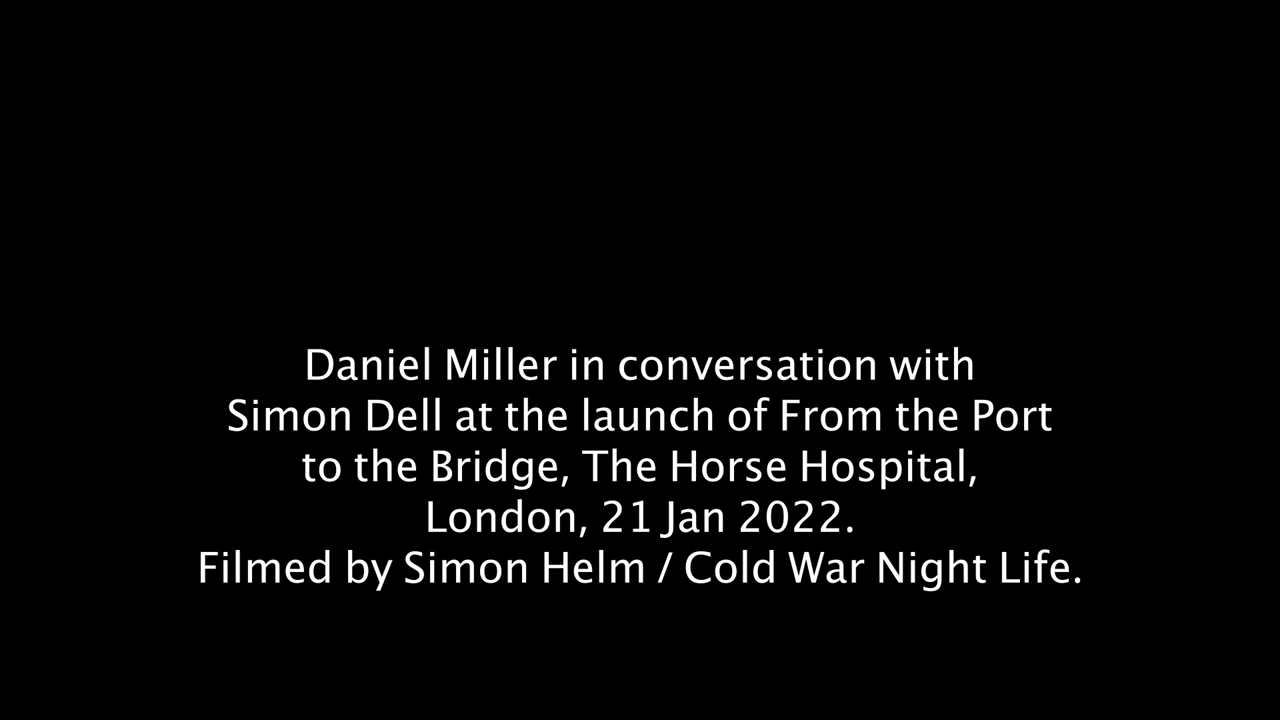 Daniel Miller in conversation with
Simon Dell at the launch of From the Port
to the Bridge, The Horse Hospital,
London, 21 Jan 2022.
Filmed by Simon Helm / Cold War Night Life.